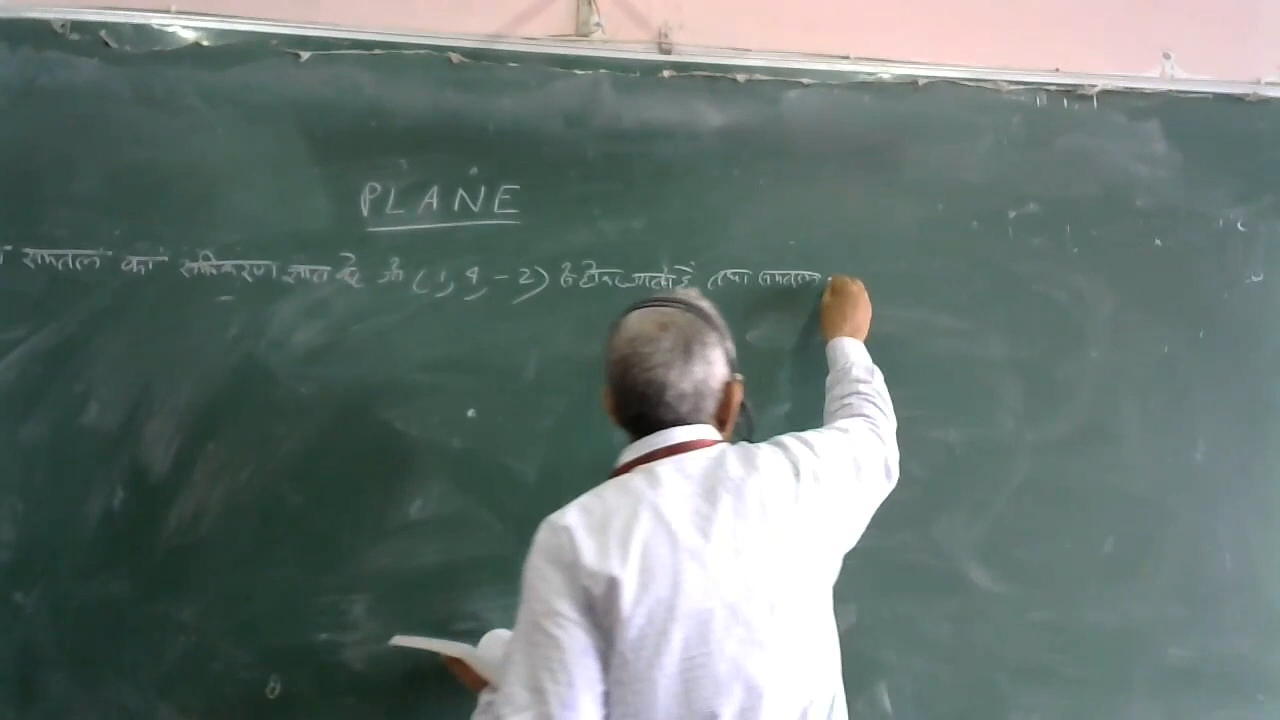 PLANE
समतल का समिकरण ज्ञात करे जो (1, 4, -2) से होकर जाती है तथा समतल